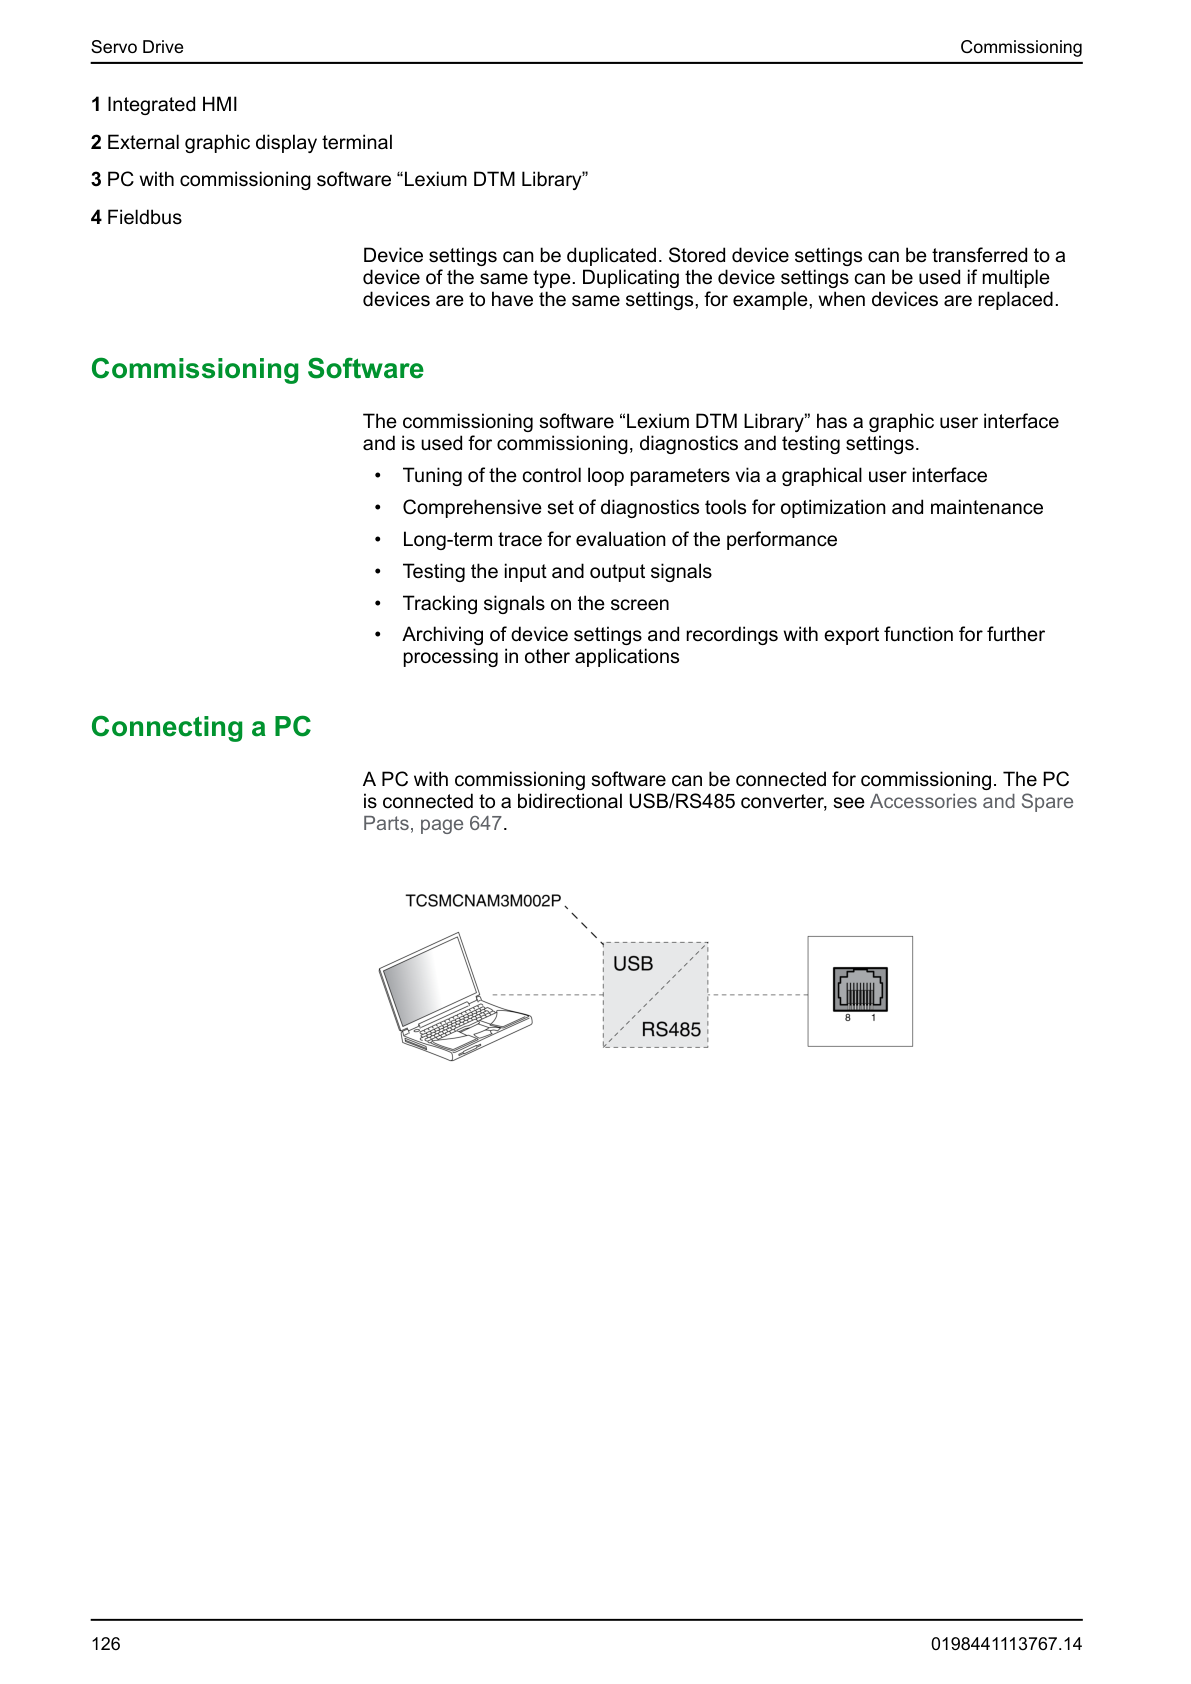 Servo Drive
Commissioning
1 Integrated HMI
2 External graphic display terminal
3 PC with commissioning software “Lexium DTM Library”
4 Fieldbus
Device settings can be duplicated. Stored device settings can be transferred to a
device of the same type. Duplicating the device settings can be used if multiple
devices are to have the same settings, for example, when devices are replaced.
Commissioning Software
The commissioning software “Lexium DTM Library” has a graphic user interface
and is used for commissioning, diagnostics and testing settings.
• Tuning of the control loop parameters via a graphical user interface
• Comprehensive set of diagnostics tools for optimization and maintenance
• Long-term trace for evaluation of the performance
• Testing the input and output signals
• Tracking signals on the screen
• Archiving of device settings and recordings with export function for further
processing in other applications
Connecting a PC
A PC with commissioning software can be connected for commissioning. The PC
is connected to a bidirectional USB/RS485 converter, see Accessories and Spare
Parts, page 647.
TCSMCNAM3M002P
USB
RS485
8 1
126
0198441113767.14